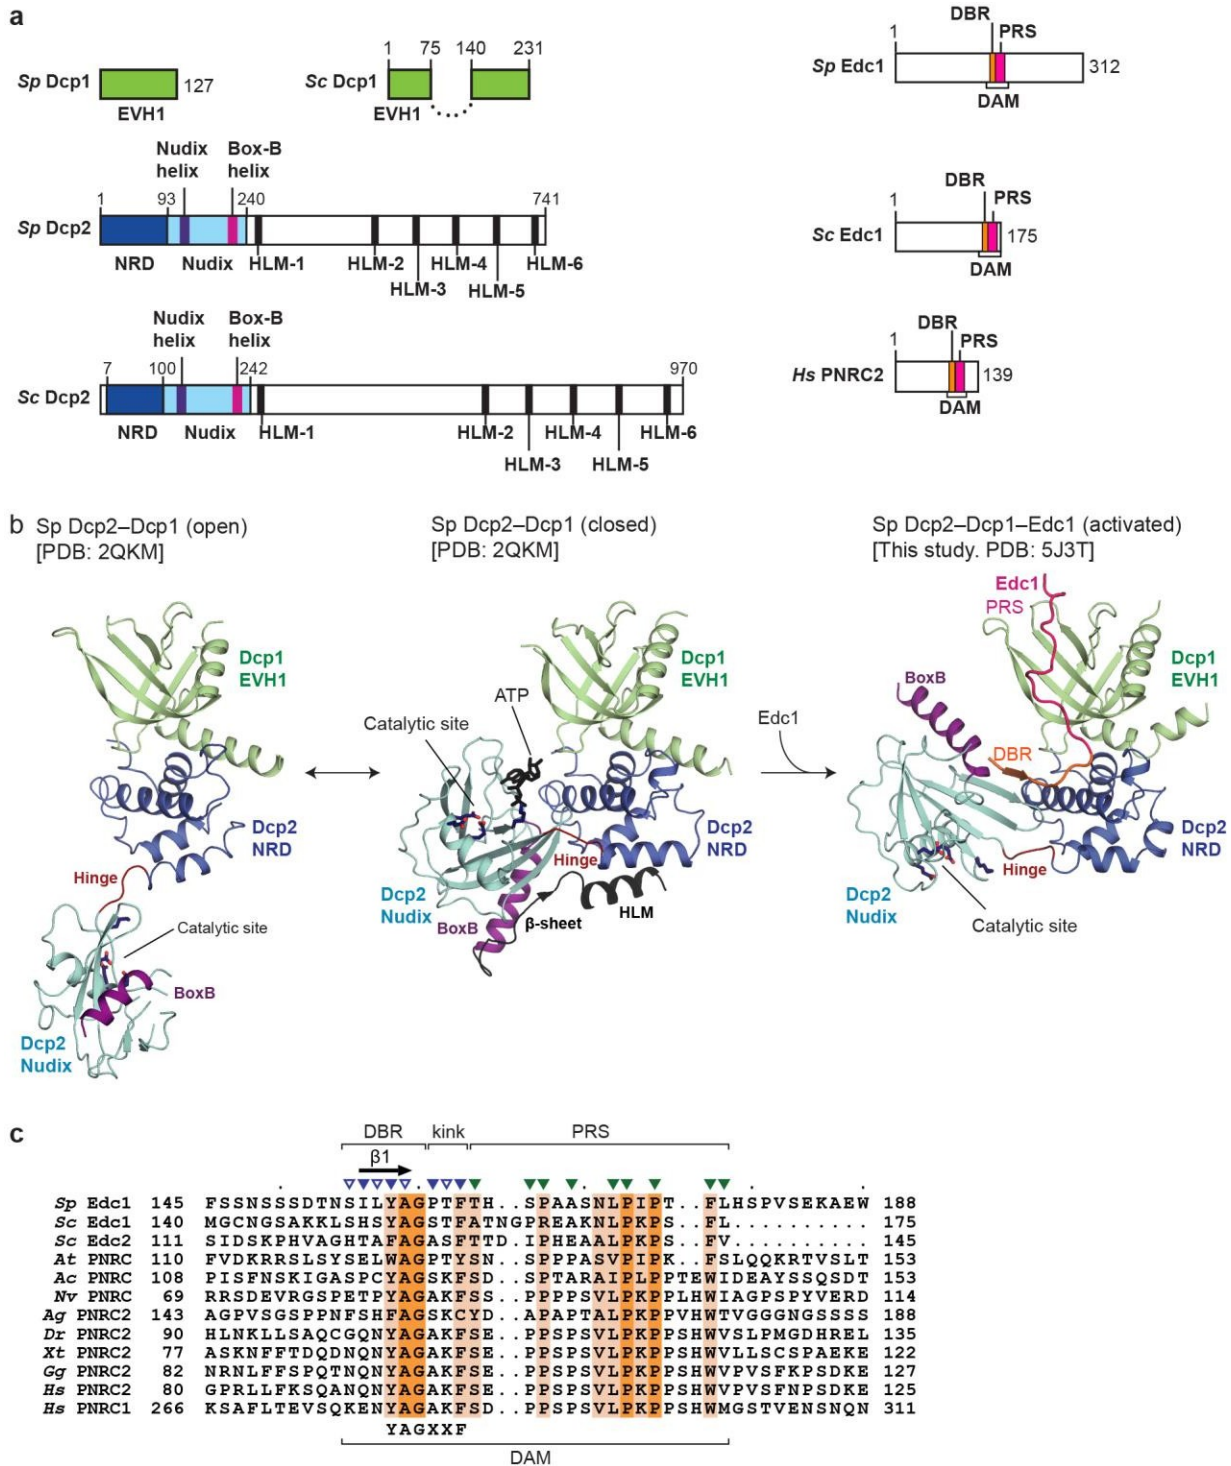 a
Sp Dcp1
127
EVH1
Sc Dcp1
1 75 140 231
EVH1
Sp Edc1
1
DBR
PRS
312
DAM
Nudix helix
Box-B helix
1 93 240 741
Sp Dcp2
NRD Nudix HLM-1 HLM-2 HLM-4 HLM-6
HLM-3 HLM-5
DBR
1 PRS
Sc Edc1 175
DAM
Nudix helix
Box-B helix
7 100 242 970
Sc Dcp2
NRD Nudix HLM-1 HLM-2 HLM-4 HLM-6
HLM-3 HLM-5
DBR
1 PRS
Hs PNRC2 139
DAM
b
Sp Dcp2–Dcp1 (open)
[PDB: 2QKM]
Dcp1
EVH1
Dcp2
NRD
Hinge
Catalytic site
BoxB
Dcp2
Nudix
Sp Dcp2–Dcp1 (closed)
[PDB: 2QKM]
ATP
Catalytic site
Dcp1
EVH1
Dcp2
NRD
Hinge
Dcp2
Nudix
BoxB
β-sheet
HLM
Edc1
Sp Dcp2–Dcp1–Edc1 (activated)
[This study. PDB: 5J3T]
Edc1
PRS
BoxB
Dcp1
EVH1
DBR
Dcp2
NRD
Hinge
Dcp2
Nudix
Catalytic site
c
DBR kink PRS
β1
Sp Edc1 145 FSSNSSSDTNSILYAGPTFTH..SPAASNLPIPT..FLHSPVSEKAEW 188
Sc Edc1 140 MGCNGSAKKLSHSYAGSTFATNGPREAKNLPKPS..FL.......... 175
Sc Edc2 111 SIDSKPHVAGHTAFAGASFTTD.IPHEAALPKPS..FV.......... 145
At PNRC 110 FVDKRRSLSYSELWAGPTYSN..PPPASVPIPK..FSLQQKRTVSLT 153
Ac PNRC 108 PISFNSKIGASPCYAGSKFSD..SPTARAIPLPPTEWIDEAYSSQSDT 153
Nv PNRC 69 RRSDEVRGSPETPYAGAKFSS..PPPPSVLPKPPLHWIAGPSPYVERD 114
Ag PNRC2 143 AGPVSGSPPNFSHFAGSKCYD..APAPTALPKPPVHWTVGGGNGSSSS 188
Dr PNRC2 90 HLNKLLSAQCGQNYAGAKFSE..PPSPSVLPKPPSHWVSLPMGDHREL 135
Xt PNRC2 77 ASKNFFTDQDNQNYAGAKFSE..PPSPSVLPKPPSHWVLLSCSPAEKE 122
Gg PNRC2 82 NRNLFFSPQTNQNYAGAKFSE..PPSPSVLPKPPSHWVPVSFKPSDKE 127
Hs PNRC2 80 GPRLLFKSQANQNYAGAKFSE..PPSPSVLPKPPSHWVPVSFNPSDKE 125
Hs PNRC1 266 KSAFLTEVSQKENYAGAKFSD..PPSPSVLPKPPSHWMGSTVENSNQN 311
YAGXXF
DAM